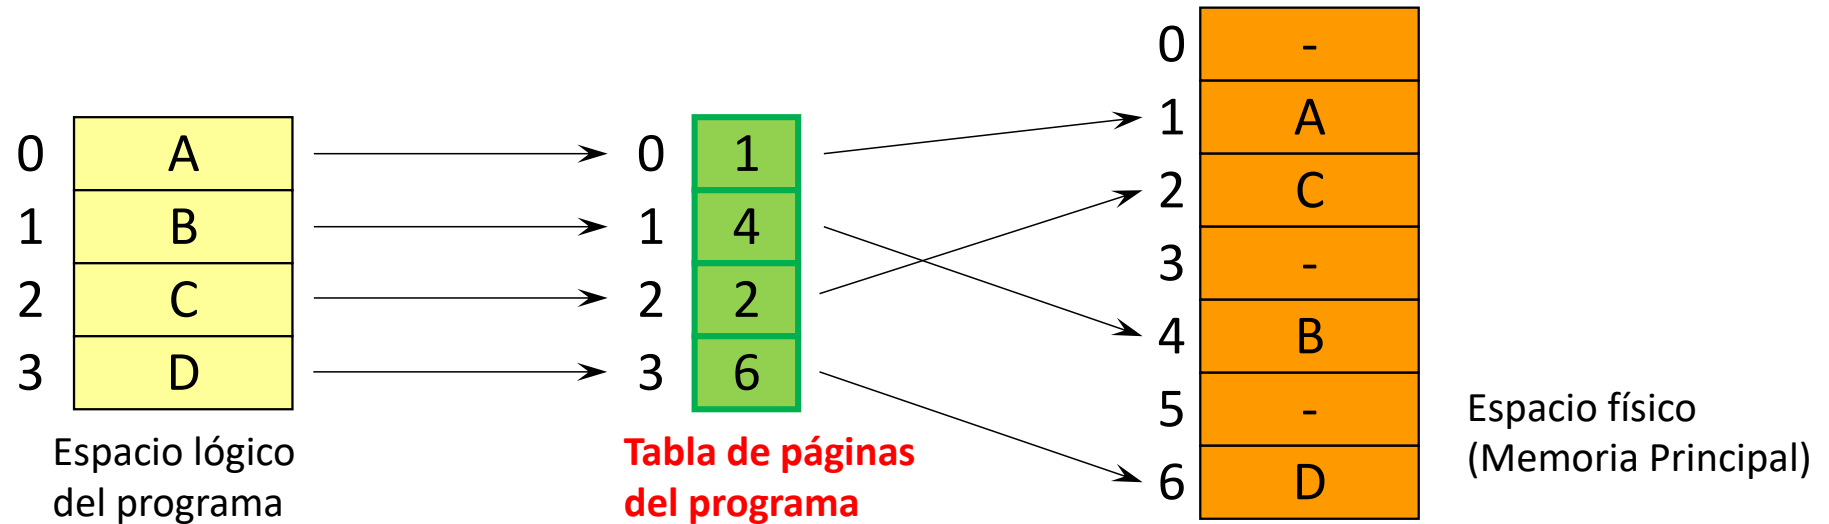 0 A
1 B
2 C
3 D
Espacio lógico
del programa
0 1
1 4
2 2
3 6
Tabla de páginas
del programa
0 -
1 A
2 C
3 -
4 B
5 -
6 D
Espacio físico
(Memoria Principal)